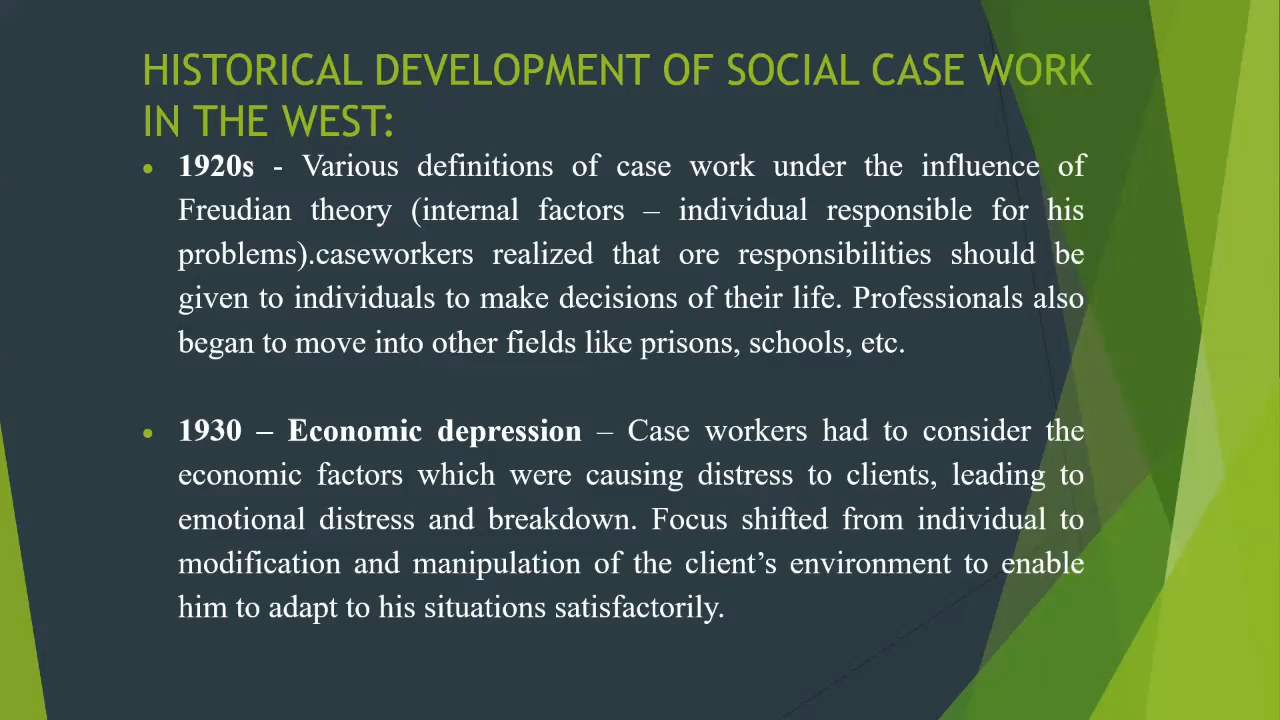 HISTORICAL DEVELOPMENT OF SOCIAL CASE WORK
IN THE WEST:
• 1920s - Various definitions of case work under the influence of
Freudian theory (internal factors – individual responsible for his
problems).caseworkers realized that ore responsibilities should be
given to individuals to make decisions of their life. Professionals also
began to move into other fields like prisons, schools, etc.
• 1930 – Economic depression – Case workers had to consider the
economic factors which were causing distress to clients, leading to
emotional distress and breakdown. Focus shifted from individual to
modification and manipulation of the client’s environment to enable
him to adapt to his situations satisfactorily.